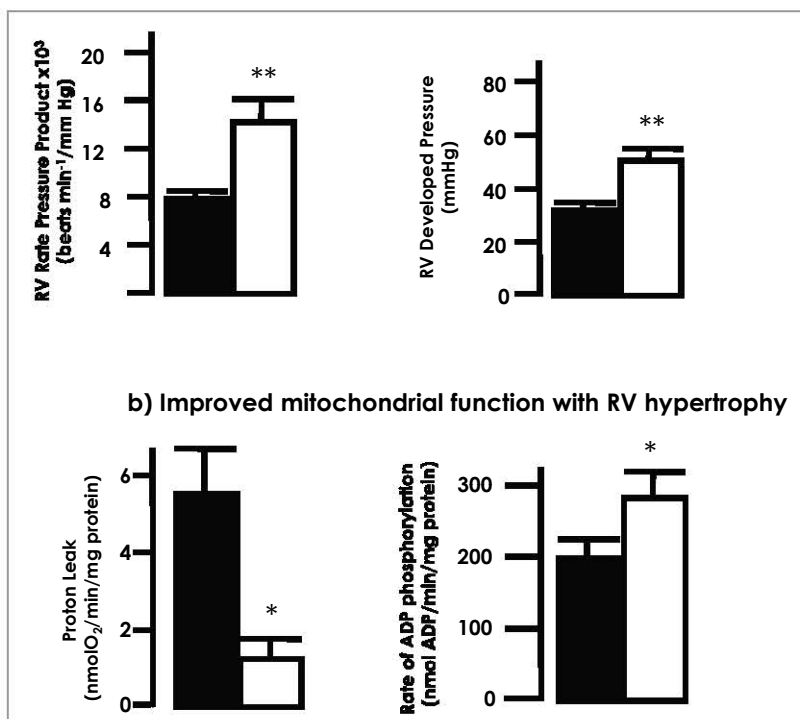 RV Rate Pressure Product x10³
(beats min⁻¹/mm Hg)
20
16
12
8
4
**
RV Developed Pressure
(mmHg)
80
60
40
20
0
**
b) Improved mitochondrial function with RV hypertrophy
Proton Leak
(nmolO₂/min/mg protein)
6
4
2
0
*
Rate of ADP phosphorylation
(nmol ADP/min/mg protein)
300
200
100
0
*